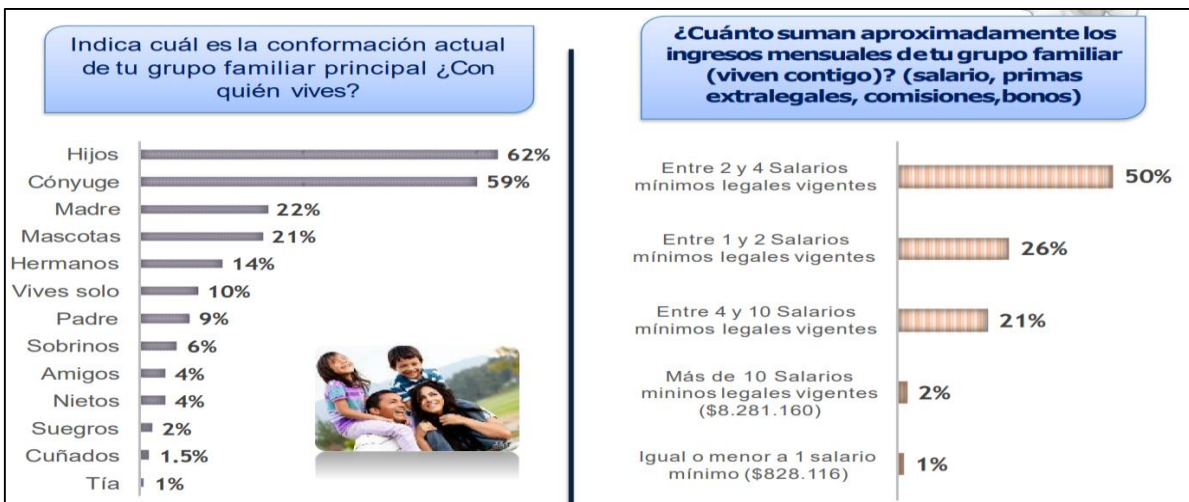 Indica cuál es la conformación actual
de tu grupo familiar principal ¿Con
quién vives?
Hijos 62%
Cónyuge 59%
Madre 22%
Mascotas 21%
Hermanos 14%
Vives solo 10%
Padre 9%
Sobrinos 6%
Amigos 4%
Nietos 4%
Suegros 2%
Cuñados 1.5%
Tía 1%
¿Cuánto suman aproximadamente los
ingresos mensuales de tu grupo familiar
(viven contigo)? (salario, primas
extralegales, comisiones,bonos)
Entre 2 y 4 Salarios
mínimos legales vigentes
50%
Entre 1 y 2 Salarios
mínimos legales vigentes
26%
Entre 4 y 10 Salarios
mínimos legales vigentes
21%
Más de 10 Salarios
mininos legales vigentes
($8.281.160)
2%
Igual o menor a 1 salario
mínimo ($828.116)
1%